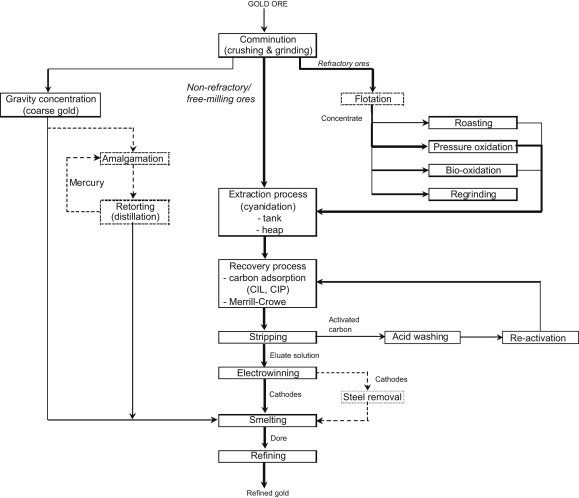 GOLD ORE
Comminution
(crushing & grinding)
Refractory ores
Non-refractory/
free-milling ores
Gravity concentration
(coarse gold)
Flotation
Concentrate
Roasting
Pressure oxidation
Bio-oxidation
Regrinding
Amalgamation
Mercury
Retorting
(distillation)
Extraction process
(cyanidation)
- tank
- heap
Recovery process
- carbon adsorption
(CIL, CIP)
- Merrill-Crowe
Stripping
Activated
carbon
Acid washing
Re-activation
Eluate solution
Electrowinning
Cathodes
Cathodes
Steel removal
Smelting
Dore
Refining
Refined gold